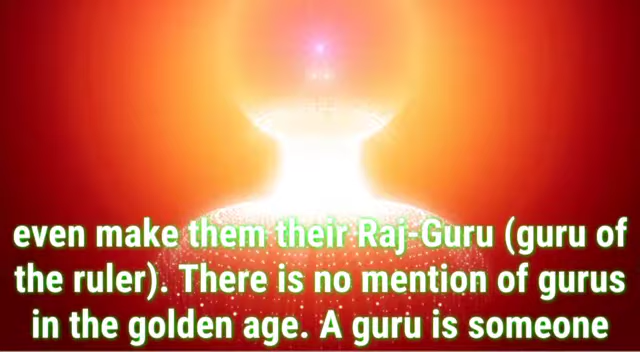 even make them their Raj-Guru (guru of
the ruler). There is no mention of gurus
in the golden age. A guru is someone